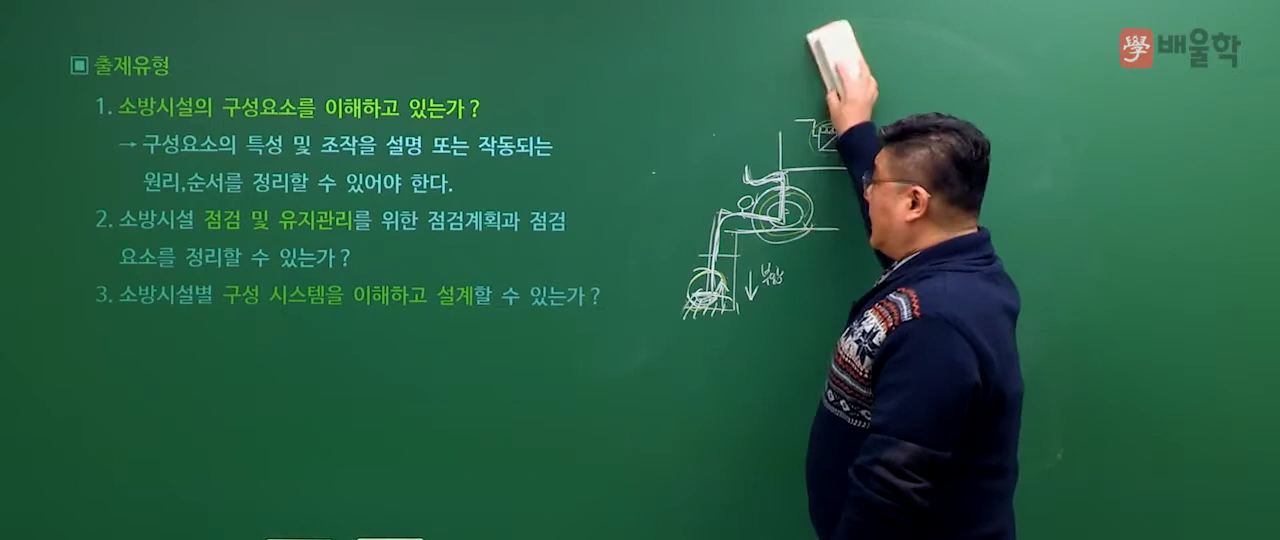 ▣ 출제유형
1. 소방시설의 구성요소를 이해하고 있는가?
→ 구성요소의 특성 및 조작을 설명 또는 작동되는
원리,순서를 정리할 수 있어야 한다.
2. 소방시설 점검 및 유지관리를 위한 점검계획과 점검
요소를 정리할 수 있는가?
3. 소방시설별 구성 시스템을 이해하고 설계할 수 있는가?
學 배울학
부압